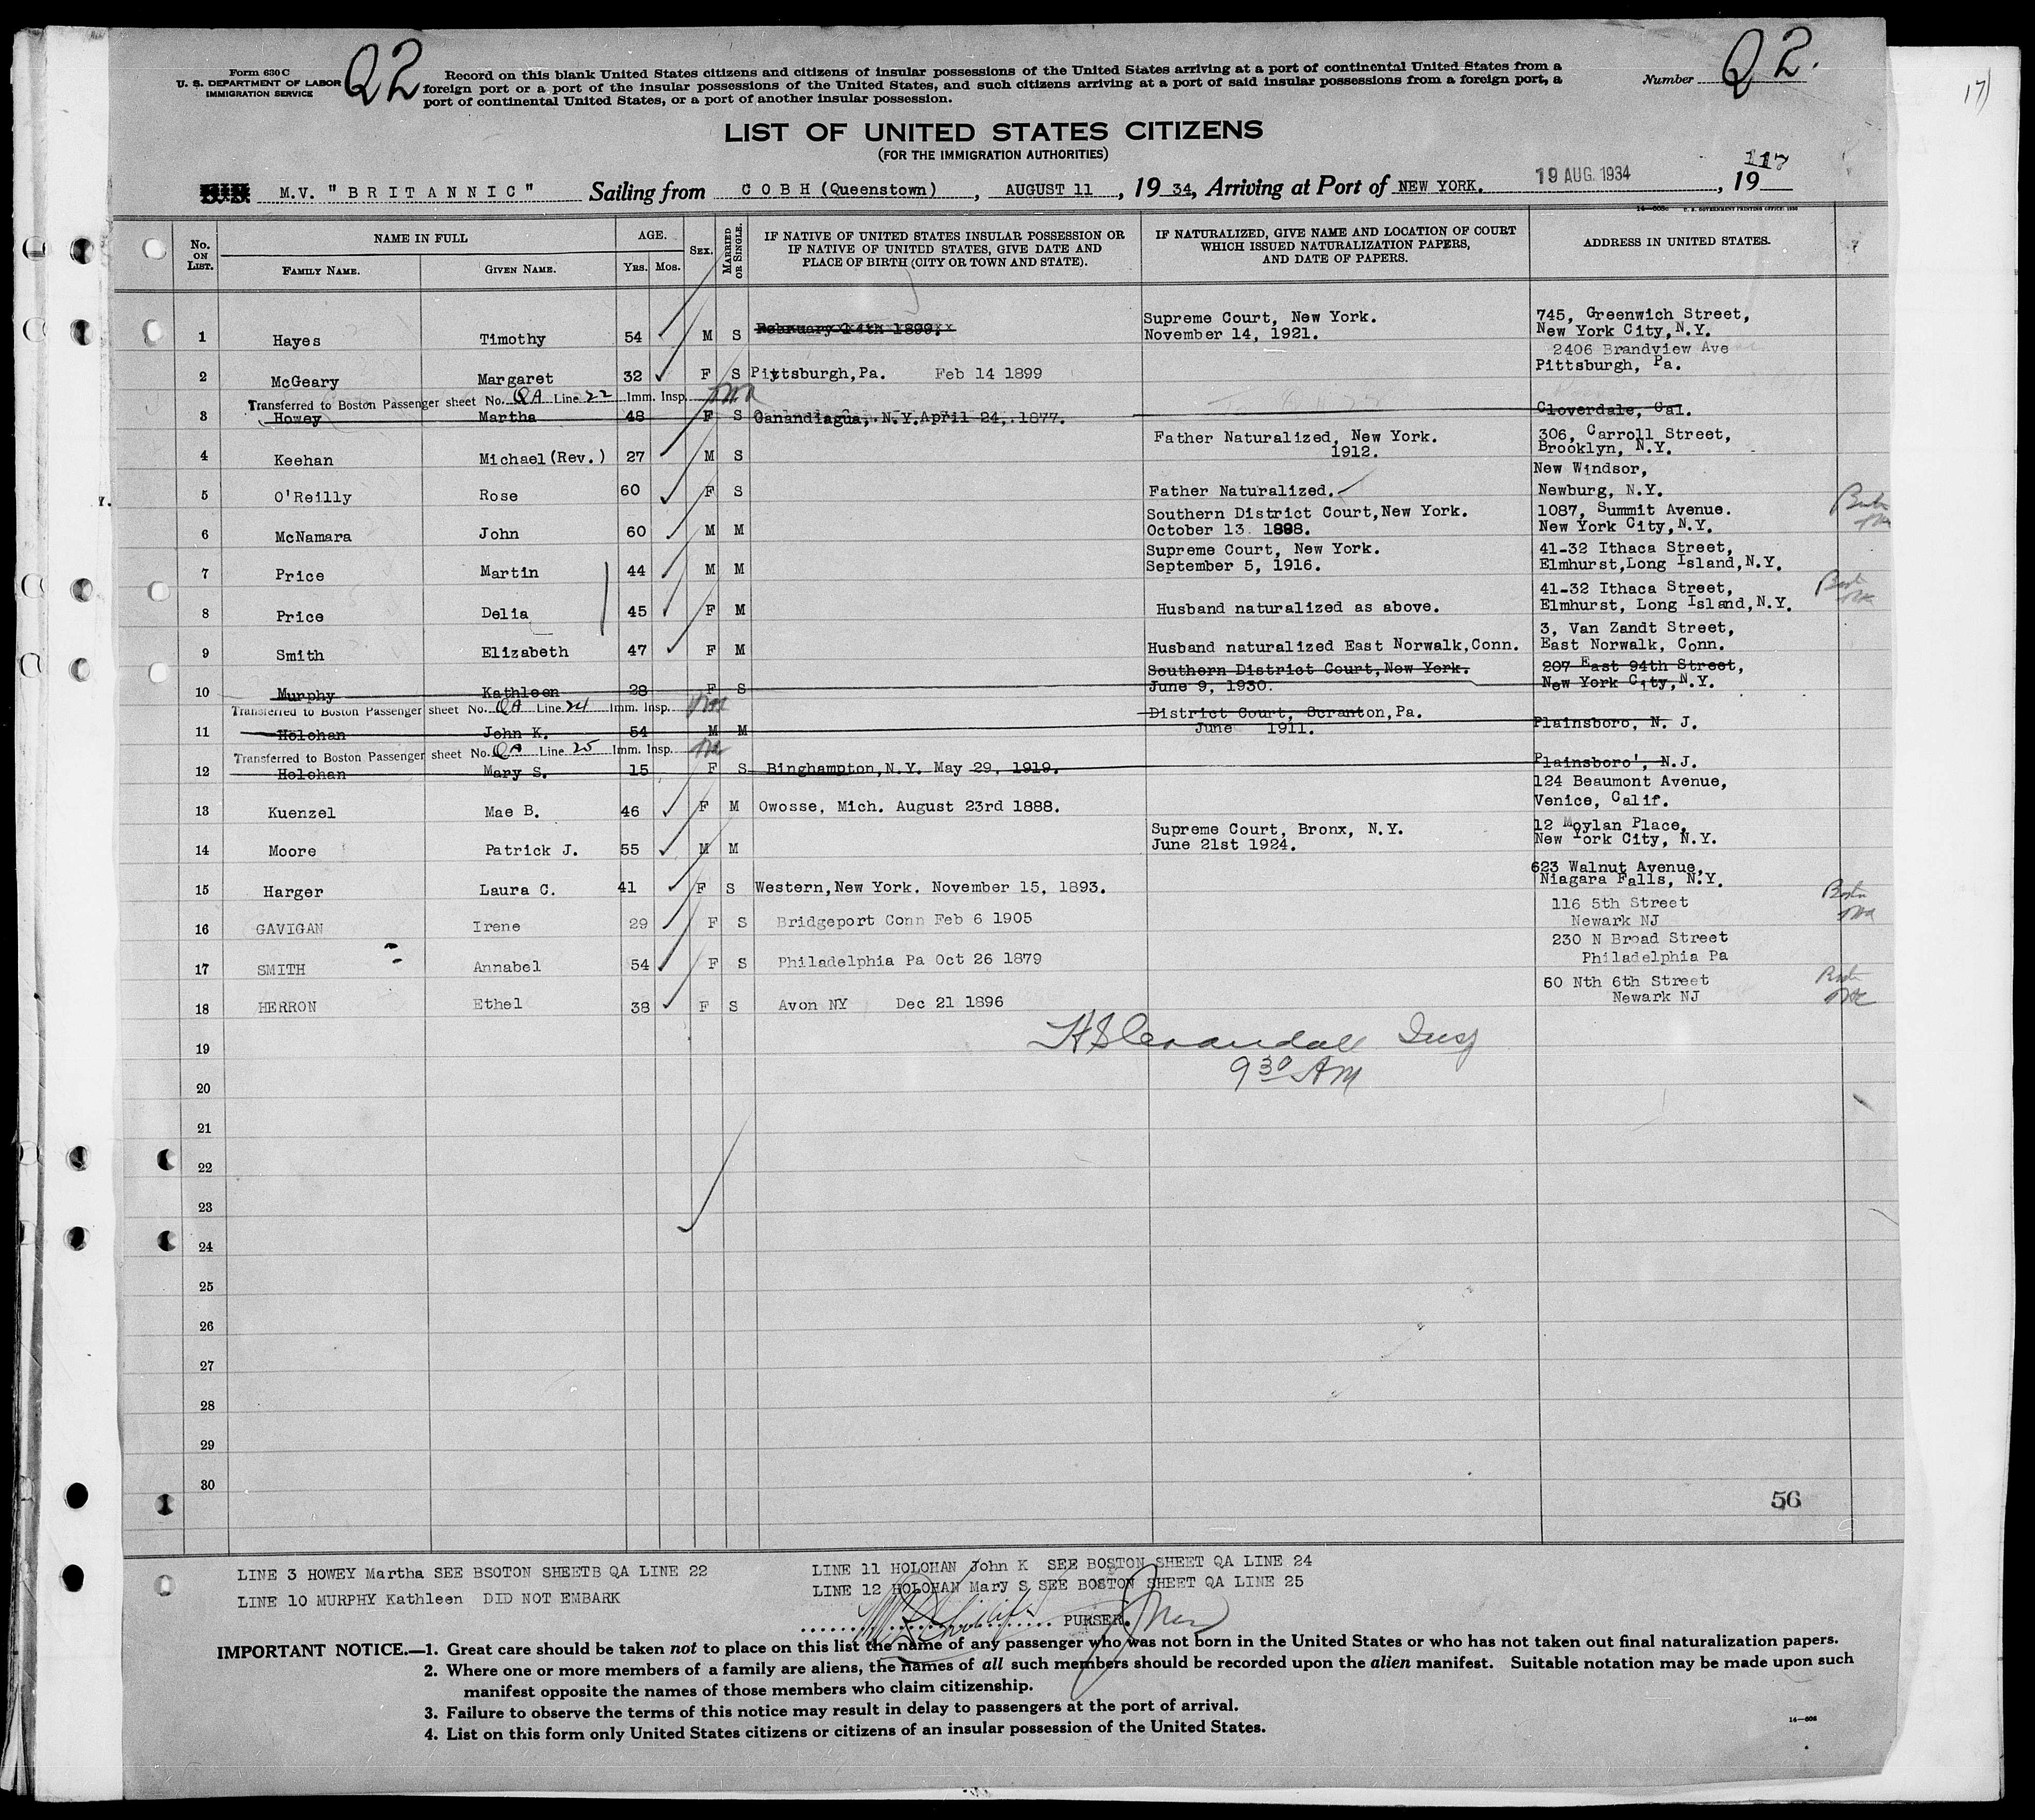 Form 630 C
U. S. DEPARTMENT OF LABOR
IMMIGRATION SERVICE
Q2
Record on this blank United States citizens and citizens of insular possessions of the United States arriving at a port of continental United States from a
foreign port or a port of the insular possessions of the United States, and such citizens arriving at a port of said insular possessions from a foreign port, a
port of continental United States, or a port of another insular possession.
Number Q2.
17
LIST OF UNITED STATES CITIZENS
(FOR THE IMMIGRATION AUTHORITIES)
M.V. "BRITANNIC" Sailing from COBH (Queenstown), AUGUST 11, 1934, Arriving at Port of NEW YORK. 19 AUG. 1934, 19 117
No. ON LIST. NAME IN FULL AGE. SEX. MARRIED OR SINGLE. IF NATIVE OF UNITED STATES INSULAR POSSESSION OR IF NATIVE OF UNITED STATES, GIVE DATE AND PLACE OF BIRTH (CITY OR TOWN AND STATE). IF NATURALIZED, GIVE NAME AND LOCATION OF COURT WHICH ISSUED NATURALIZATION PAPERS, AND DATE OF PAPERS. ADDRESS IN UNITED STATES.
FAMILY NAME. GIVEN NAME. YRS. MOS.
1 Hayes Timothy 54 M S February 14th 1899. Supreme Court, New York. November 14, 1921. 745, Greenwich Street, New York City, N.Y.
2 McGeary Margaret 32 F S Pittsburgh, Pa. Feb 14 1899 2406 Brandview Ave Pittsburgh, Pa.
Transferred to Boston Passenger sheet No. QA Line 22 Imm. Insp.
3 Howey Martha 48 F S Canandiagua, N.Y. April 24, 1877. Cloverdale, Cal.
4 Keehan Michael (Rev.) 27 M S Father Naturalized, New York. 1912. 306, Carroll Street, Brooklyn, N.Y.
5 O'Reilly Rose 60 F S Father Naturalized. New Windsor, Newburg, N.Y.
6 McNamara John 60 M M Southern District Court, New York. October 13 1888. 1087, Summit Avenue. New York City, N.Y.
7 Price Martin 44 M M Supreme Court, New York. September 5, 1916. 41-32 Ithaca Street, Elmhurst, Long Island, N.Y.
8 Price Delia 45 F M Husband naturalized as above. 41-32 Ithaca Street, Elmhurst, Long Island, N.Y.
9 Smith Elizabeth 47 F M Husband naturalized East Norwalk, Conn. 3, Van Zandt Street, East Norwalk, Conn.
10 Murphy Kathleen 28 F S Southern District Court, New York. June 9, 1930. 207 East 94th Street, New York City, N.Y.
Transferred to Boston Passenger sheet No. QA Line 24 Imm. Insp.
11 Holohan John K. 54 M M District Court, Scranton, Pa. June 1911. Plainsboro, N. J.
Transferred to Boston Passenger sheet No. QA Line 25 Imm. Insp.
12 Holohan Mary S. 15 F S Binghampton, N.Y. May 29, 1919. Plainsboro', N.J.
13 Kuenzel Mae B. 46 F M Owosse, Mich. August 23rd 1888. 124 Beaumont Avenue, Venice, Calif.
14 Moore Patrick J. 55 M M Supreme Court, Bronx, N.Y. June 21st 1924. 12 Moylan Place, New York City, N.Y.
15 Harger Laura C. 41 F S Western, New York. November 15, 1893. 623 Walnut Avenue, Niagara Falls, N.Y.
16 GAVIGAN Irene 29 F S Bridgeport Conn Feb 6 1905 116 5th Street Newark NJ
17 SMITH Annabel 54 F S Philadelphia Pa Oct 26 1879 230 N Broad Street Philadelphia Pa
18 HERRON Ethel 38 F S Avon NY Dec 21 1896 60 Nth 6th Street Newark NJ
19
9 30 AM
20
21
22
23
24
25
26
27
28
29
30
56
LINE 3 HOWEY Martha SEE BSOTON SHEETB QA LINE 22
LINE 10 MURPHY Kathleen DID NOT EMBARK
LINE 11 HOLOHAN John K SEE BOSTON SHEET QA LINE 24
LINE 12 HOLOHAN Mary S SEE BOSTON SHEET QA LINE 25
PURSER.
IMPORTANT NOTICE.—1. Great care should be taken not to place on this list the name of any passenger who was not born in the United States or who has not taken out final naturalization papers.
2. Where one or more members of a family are aliens, the names of all such members should be recorded upon the alien manifest. Suitable notation may be made upon such
manifest opposite the names of those members who claim citizenship.
3. Failure to observe the terms of this notice may result in delay to passengers at the port of arrival.
4. List on this form only United States citizens or citizens of an insular possession of the United States.
14—606